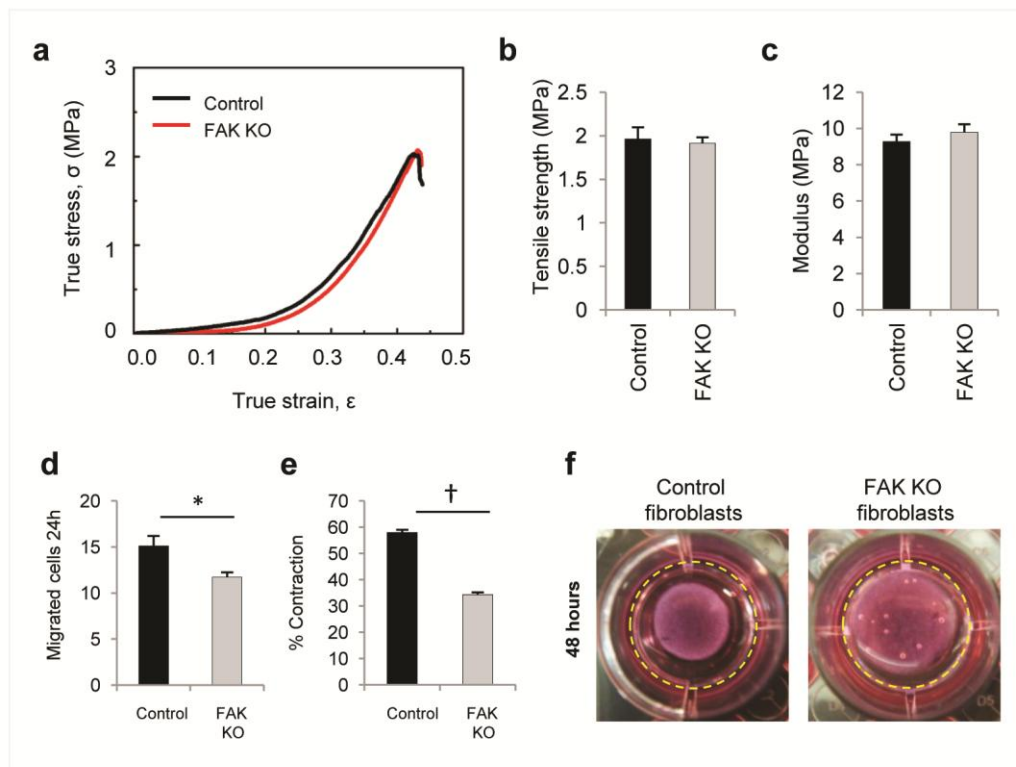 a
True stress, σ (MPa)
3
2
1
0
Control
FAK KO
0.0 0.1 0.2 0.3 0.4 0.5
True strain, ε
b
Tensile strength (MPa)
2.5
2
1.5
1
0.5
0
Control
FAK KO
c
Modulus (MPa)
12
10
8
6
4
2
0
Control
FAK KO
d
Migrated cells 24h
20
15
10
5
0
*
Control
FAK
KO
e
% Contraction
70
60
50
40
30
20
10
0
†
Control
FAK
KO
f
Control
fibroblasts
FAK KO
fibroblasts
48 hours
D5